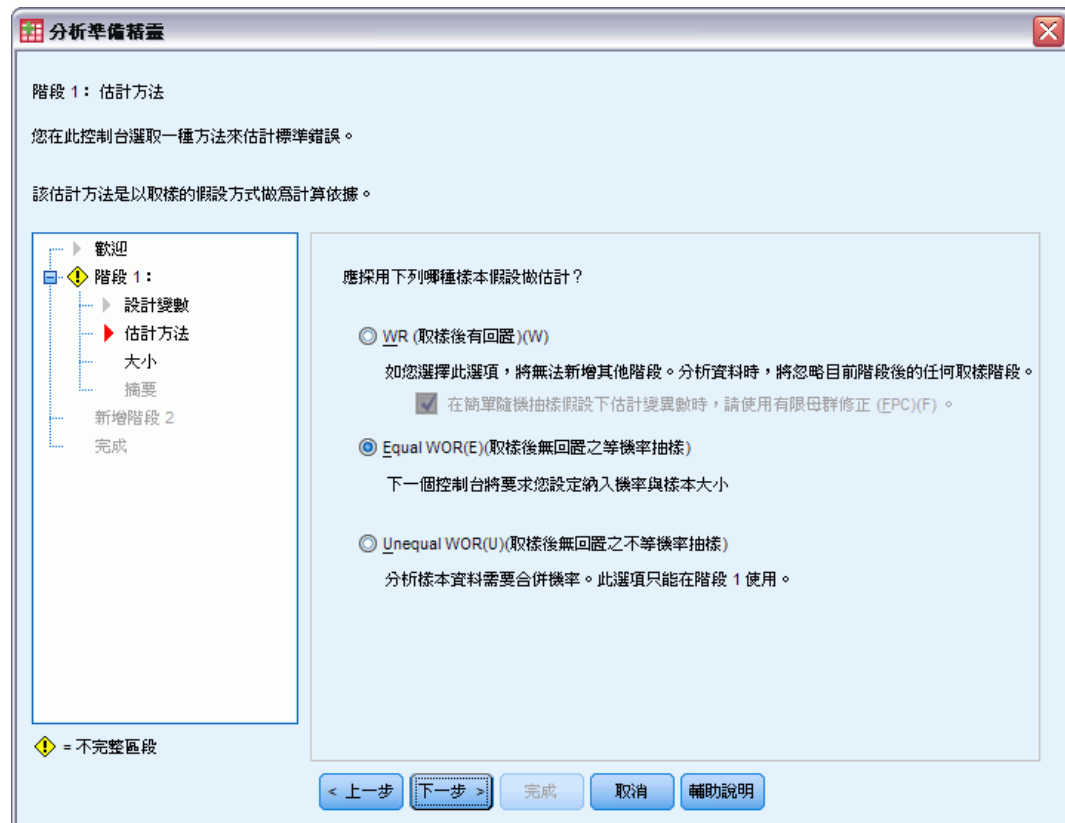 分析準備精靈
階段 1：估計方法
您在此控制台選取一種方法來估計標準錯誤。
該估計方法是以取樣的假設方式做為計算依據。
歡迎
階段 1：
設計變數
估計方法
大小
摘要
新增階段 2
完成
= 不完整區段
應採用下列哪種樣本假設做估計？
WR (取樣後有回置)(W)
如您選擇此選項，將無法新增其他階段。分析資料時，將忽略目前階段後的任何取樣階段。
在簡單隨機抽樣假設下估計變異數時，請使用有限母群修正 (FPC)(F) 。
Equal WOR(E)(取樣後無回置之等機率抽樣)
下一個控制台將要求您設定納入機率與樣本大小
Unequal WOR(U)(取樣後無回置之不等機率抽樣)
分析樣本資料需要合併機率。此選項只能在階段 1 使用。
< 上一步
下一步 >
完成
取消
輔助說明